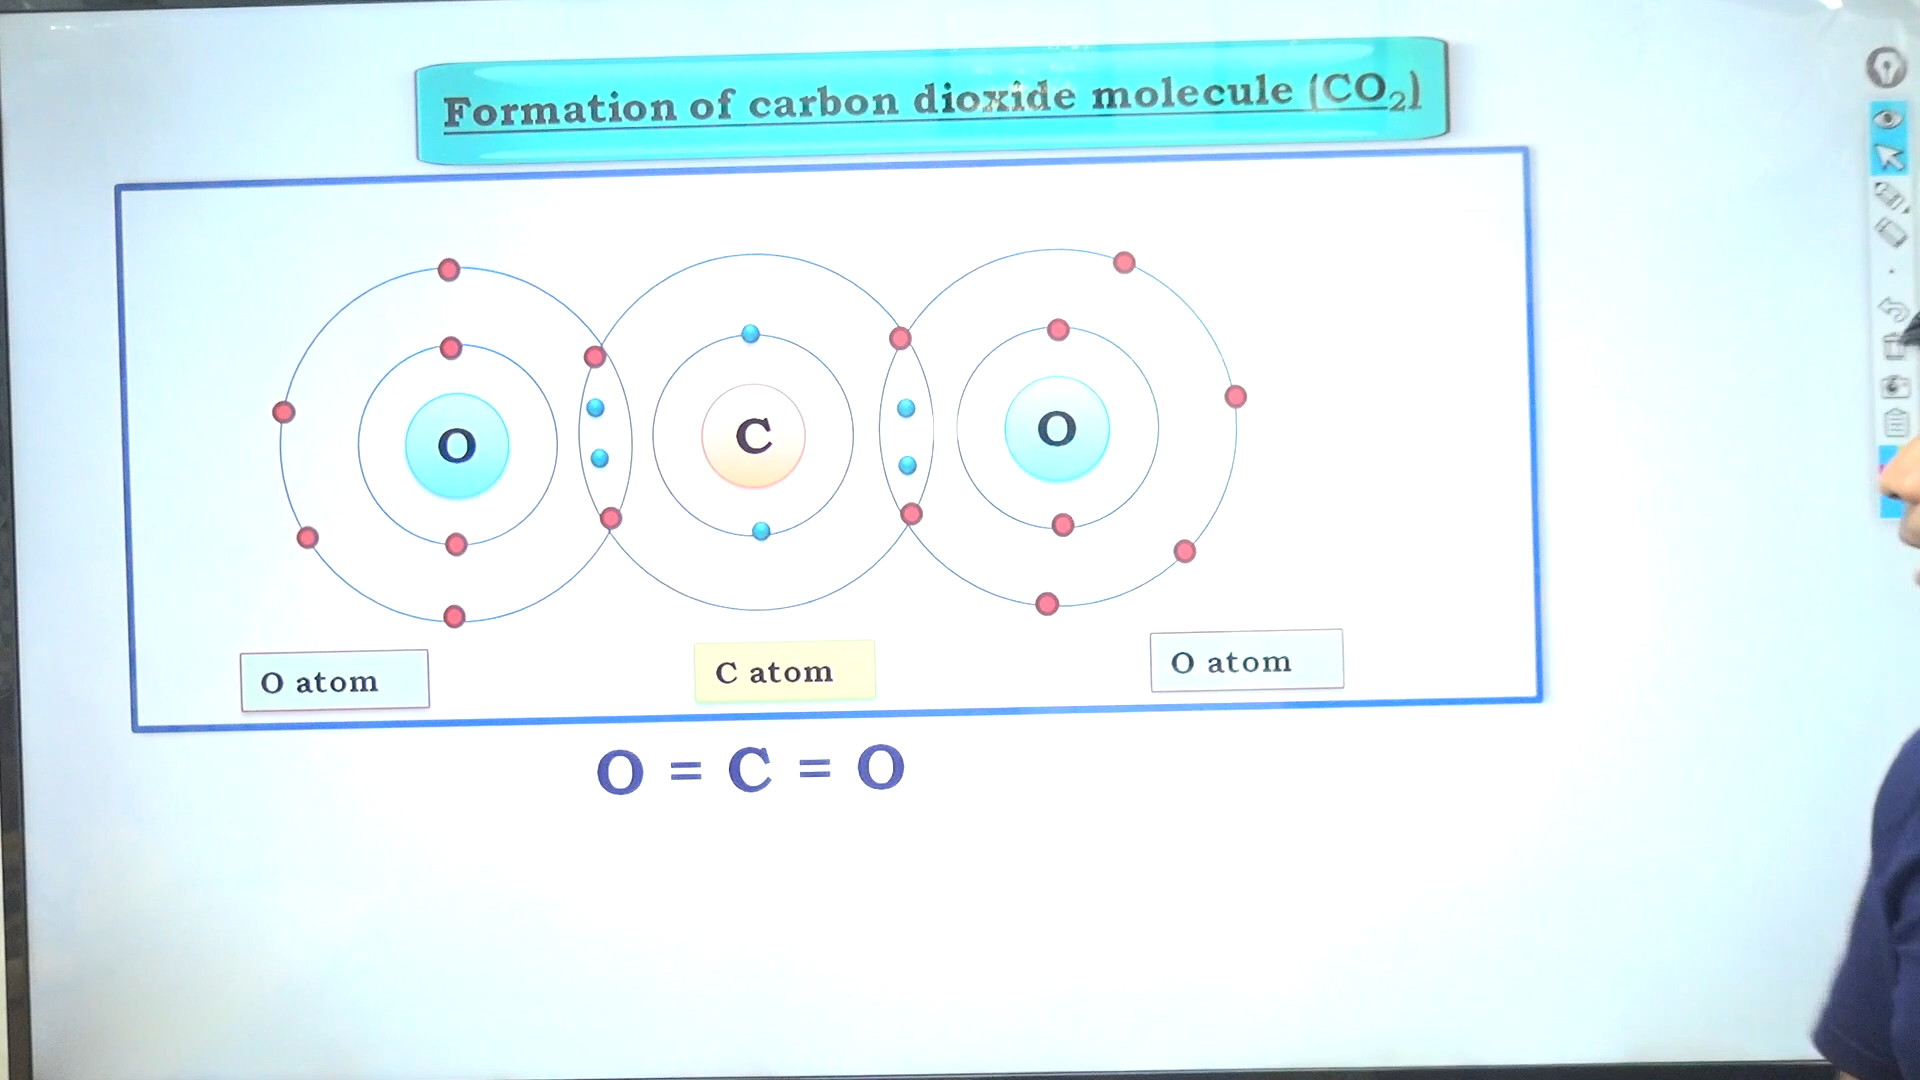 Formation of carbon dioxide molecule (CO₂)
O C O
O atom C atom O atom
O = C = O